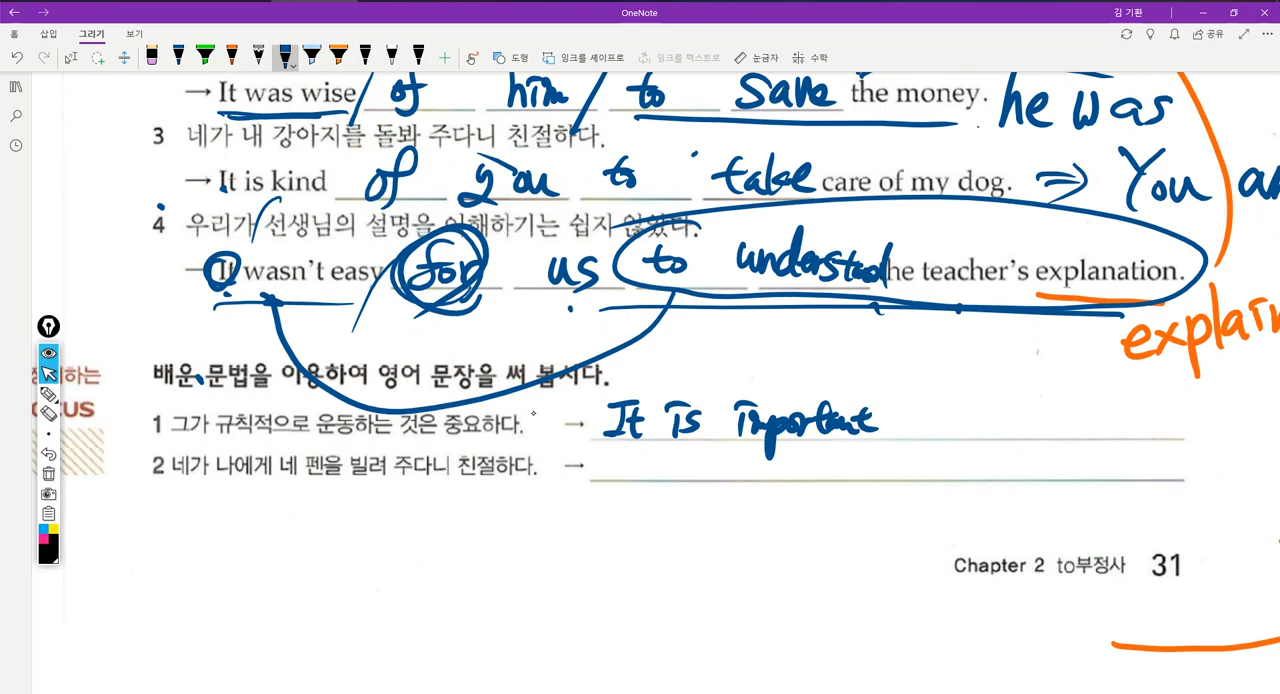 OneNote
김 기환
홈 삽입 그리기 보기
공유
도형 잉크를 셰이프로 잉크를 텍스트로 눈금자 수학
→ It was wise of him to save the money. he was
3 네가 내 강아지를 돌봐 주다니 친절하다.
→ It is kind of you to take care of my dog. ⇒ You
4 우리가 선생님의 설명을 이해하기는 쉽지 않았다.
→ It wasn't easy for us to understand the teacher's explanation.
정리하는
배운 문법을 이용하여 영어 문장을 써 봅시다.
1 그가 규칙적으로 운동하는 것은 중요하다. → It is important
2 네가 나에게 네 펜을 빌려 주다니 친절하다. →
Chapter 2 to부정사 31